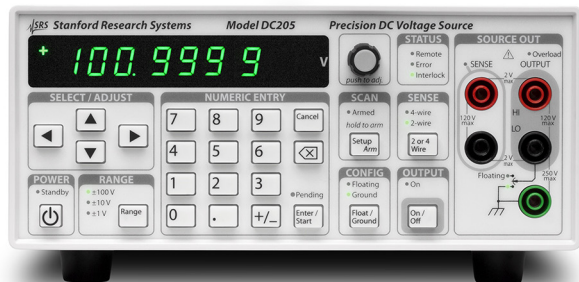 SRS Stanford Research Systems Model DC205 Precision DC Voltage Source
+ 100.9999 V
push to adj.
STATUS
Remote
Error
Interlock
SOURCE OUT
Overload
SENSE OUTPUT
2 V
max
120 V
max
HI
LO
120 V
max
2 V
max
Floating
250 V
max
SELECT / ADJUST
NUMERIC ENTRY
7 8 9 Cancel
4 5 6
1 2 3
Pending
0 . +/_ Enter /
Start
SCAN
Armed
hold to arm
Setup
Arm
SENSE
4-wire
2-wire
2 or 4
Wire
POWER
Standby
RANGE
±100 V
±10 V
±1 V
Range
CONFIG
Floating
Ground
Float /
Ground
OUTPUT
On
On /
Off